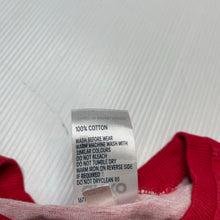 100% COTTON
WASH BEFORE WEAR
WARM MACHINE WASH WITH
SIMILAR COLOURS
DO NOT BLEACH
DO NOT TUMBLE DRY
WARM IRON ON REVERSE SIDE
IF REQUIRED
DO NOT DRYCLEAN